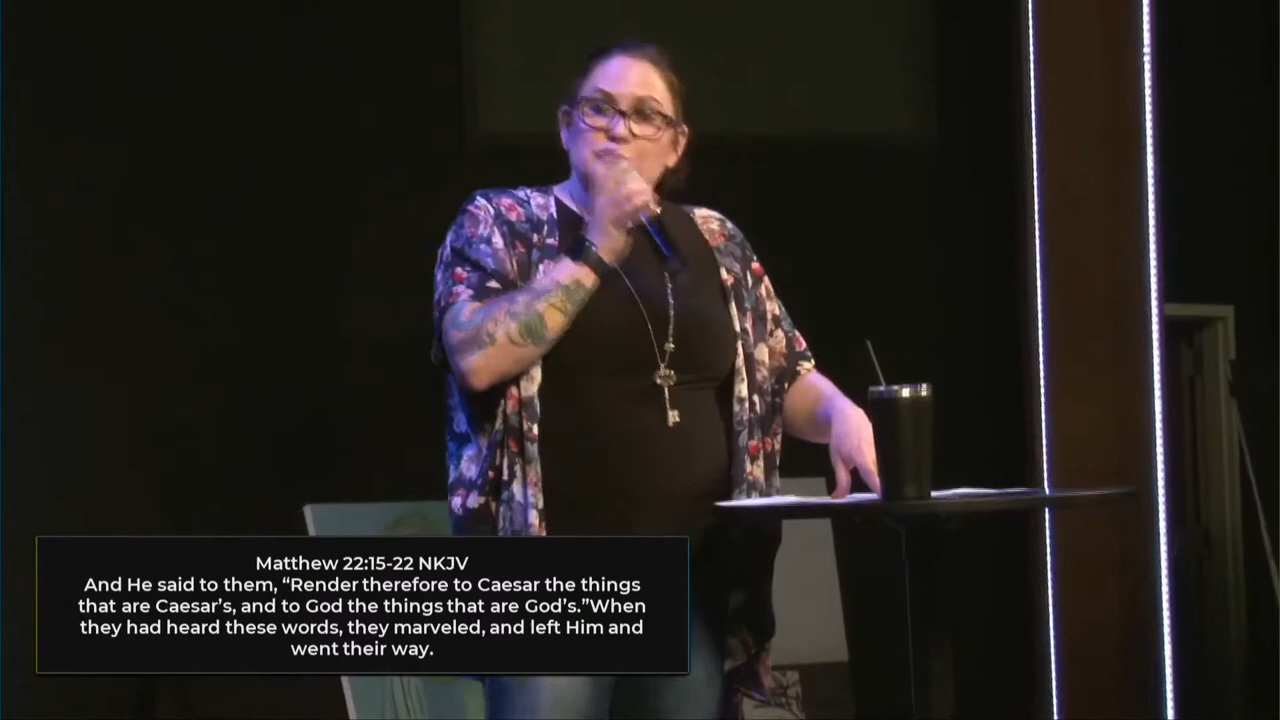 Matthew 22:15-22 NKJV
And He said to them, “Render therefore to Caesar the things
that are Caesar’s, and to God the things that are God’s.”When
they had heard these words, they marveled, and left Him and
went their way.